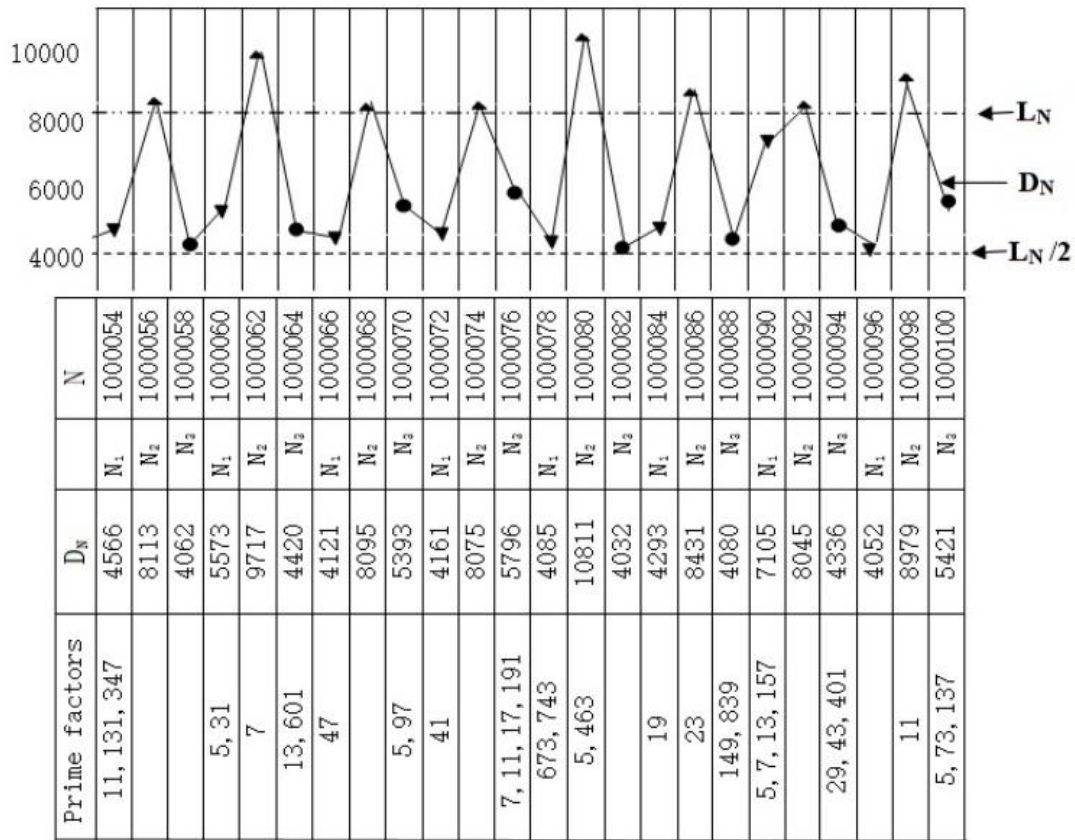 10000
8000
6000
4000
L_N
D_N
L_N /2
N 1000054 1000056 1000058 1000060 1000062 1000064 1000066 1000068 1000070 1000072 1000074 1000076 1000078 1000080 1000082 1000084 1000086 1000088 1000090 1000092 1000094 1000096 1000098 1000100
N₁ N₂ N₃ N₁ N₂ N₃ N₁ N₂ N₃ N₁ N₂ N₃ N₁ N₂ N₃ N₁ N₂ N₃ N₁ N₂ N₃ N₁ N₂ N₃
D_N 4566 8113 4062 5573 9717 4420 4121 8095 5393 4161 8075 5796 4085 10811 4032 4293 8431 4080 7105 8045 4336 4052 8979 5421
Prime factors 11,131,347 5,31 7 13,601 47 5,97 41 7,11,17,191 673,743 5,463 19 23 149,839 5,7,13,157 29,43,401 11 5,73,137